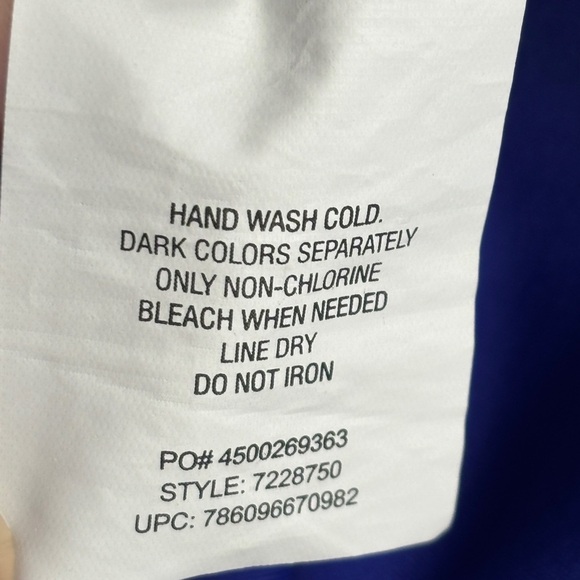 HAND WASH COLD.
DARK COLORS SEPARATELY
ONLY NON-CHLORINE
BLEACH WHEN NEEDED
LINE DRY
DO NOT IRON
PO# 4500269363
STYLE: 7228750
UPC: 786096670982